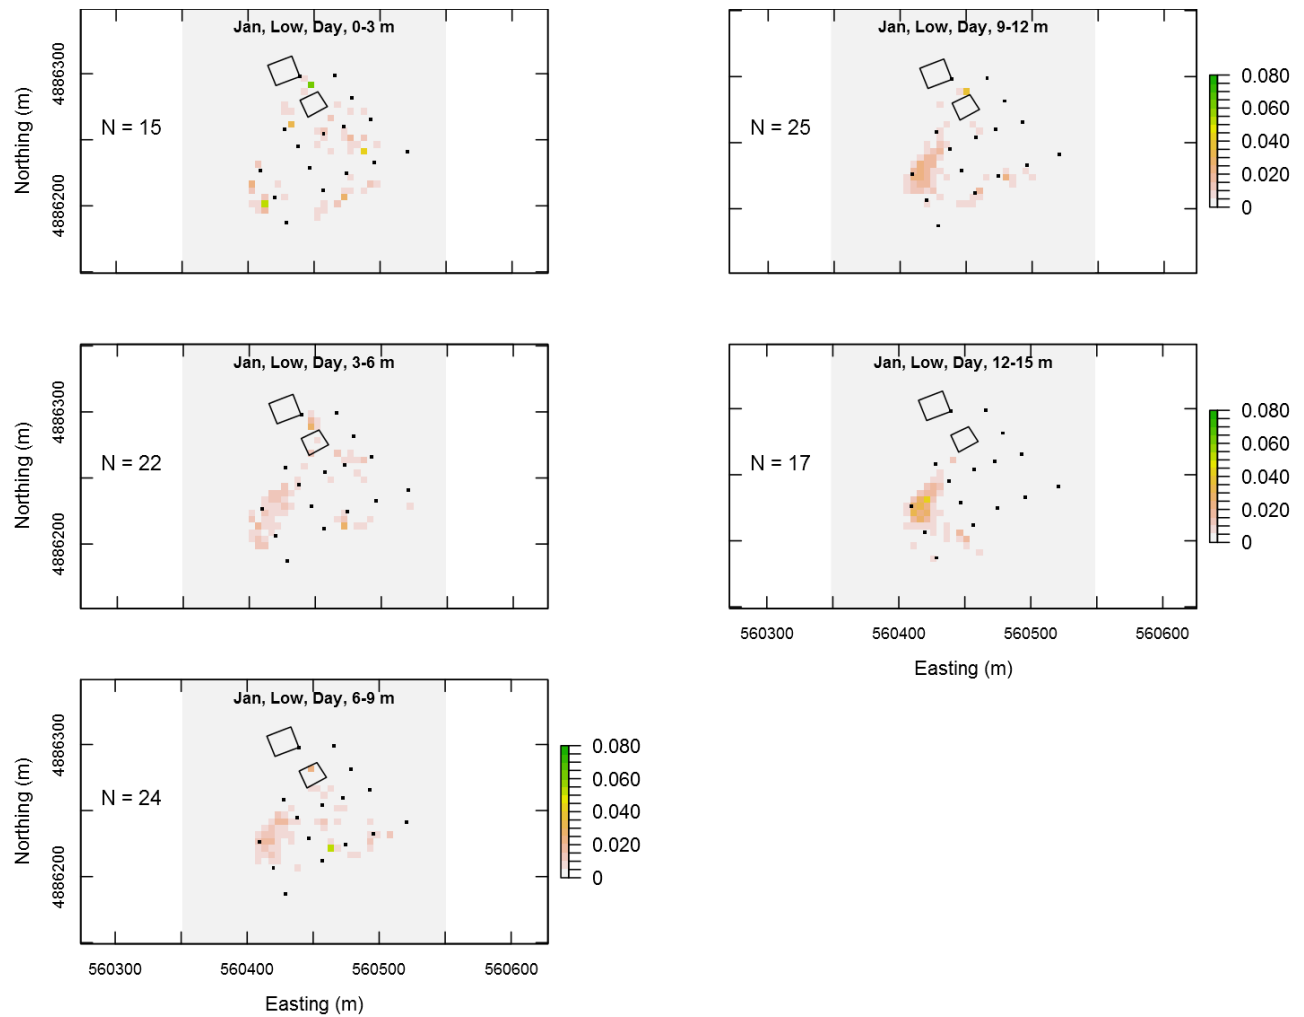 Jan, Low, Day, 0-3 m
Northing (m)
4886300
4886200
N = 15
Jan, Low, Day, 9-12 m
N = 25
0.080
0.060
0.040
0.020
0
Jan, Low, Day, 3-6 m
Northing (m)
4886300
4886200
N = 22
Jan, Low, Day, 12-15 m
N = 17
0.080
0.060
0.040
0.020
0
560300 560400 560500 560600
Easting (m)
Jan, Low, Day, 6-9 m
Northing (m)
4886300
4886200
N = 24
0.080
0.060
0.040
0.020
0
560300 560400 560500 560600
Easting (m)